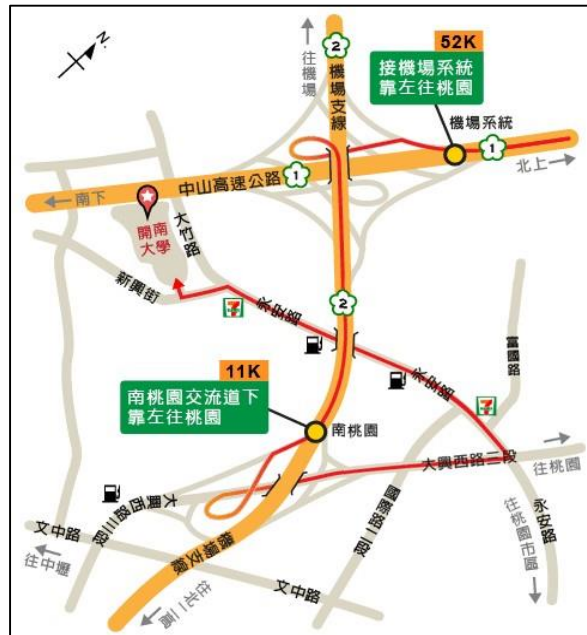 N.
2
往機場
機場支線
52K
接機場系統
靠左往桃園
機場系統
1
北上
中山高速公路
1
南下
開南
大學
大竹路
新興街
7
永安路
2
富國路
永安路
7
11K
南桃園交流道下
靠左往桃園
南桃園
大興西路二段
往桃園
大興西路三段
國際路二段
永安路
往桃園市區
文中路
往中壢
機場支線
文中路
往北二高